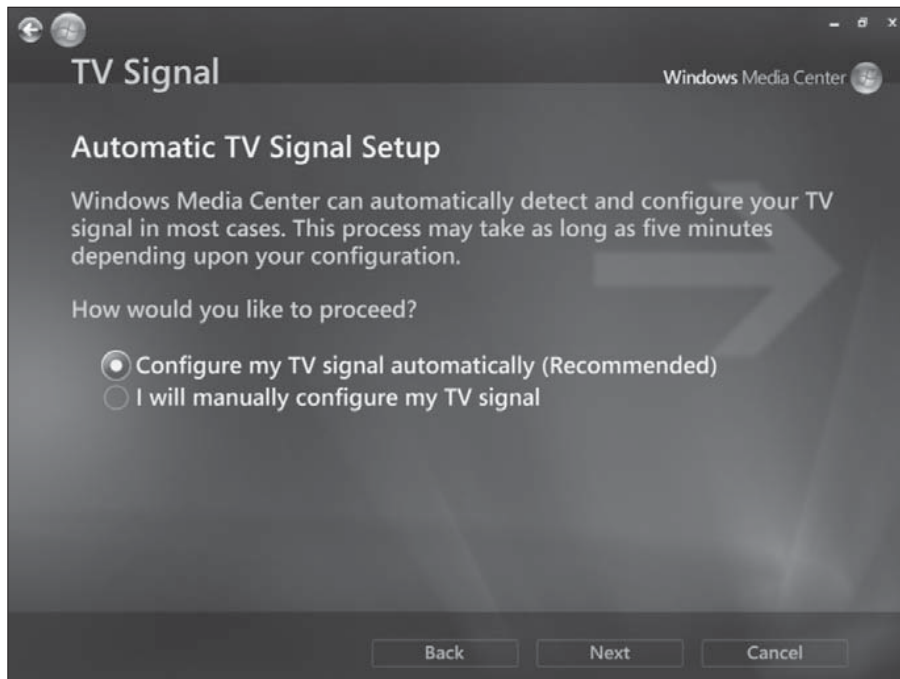 TV Signal
Windows Media Center
Automatic TV Signal Setup
Windows Media Center can automatically detect and configure your TV
signal in most cases. This process may take as long as five minutes
depending upon your configuration.
How would you like to proceed?
Configure my TV signal automatically (Recommended)
I will manually configure my TV signal
Back
Next
Cancel